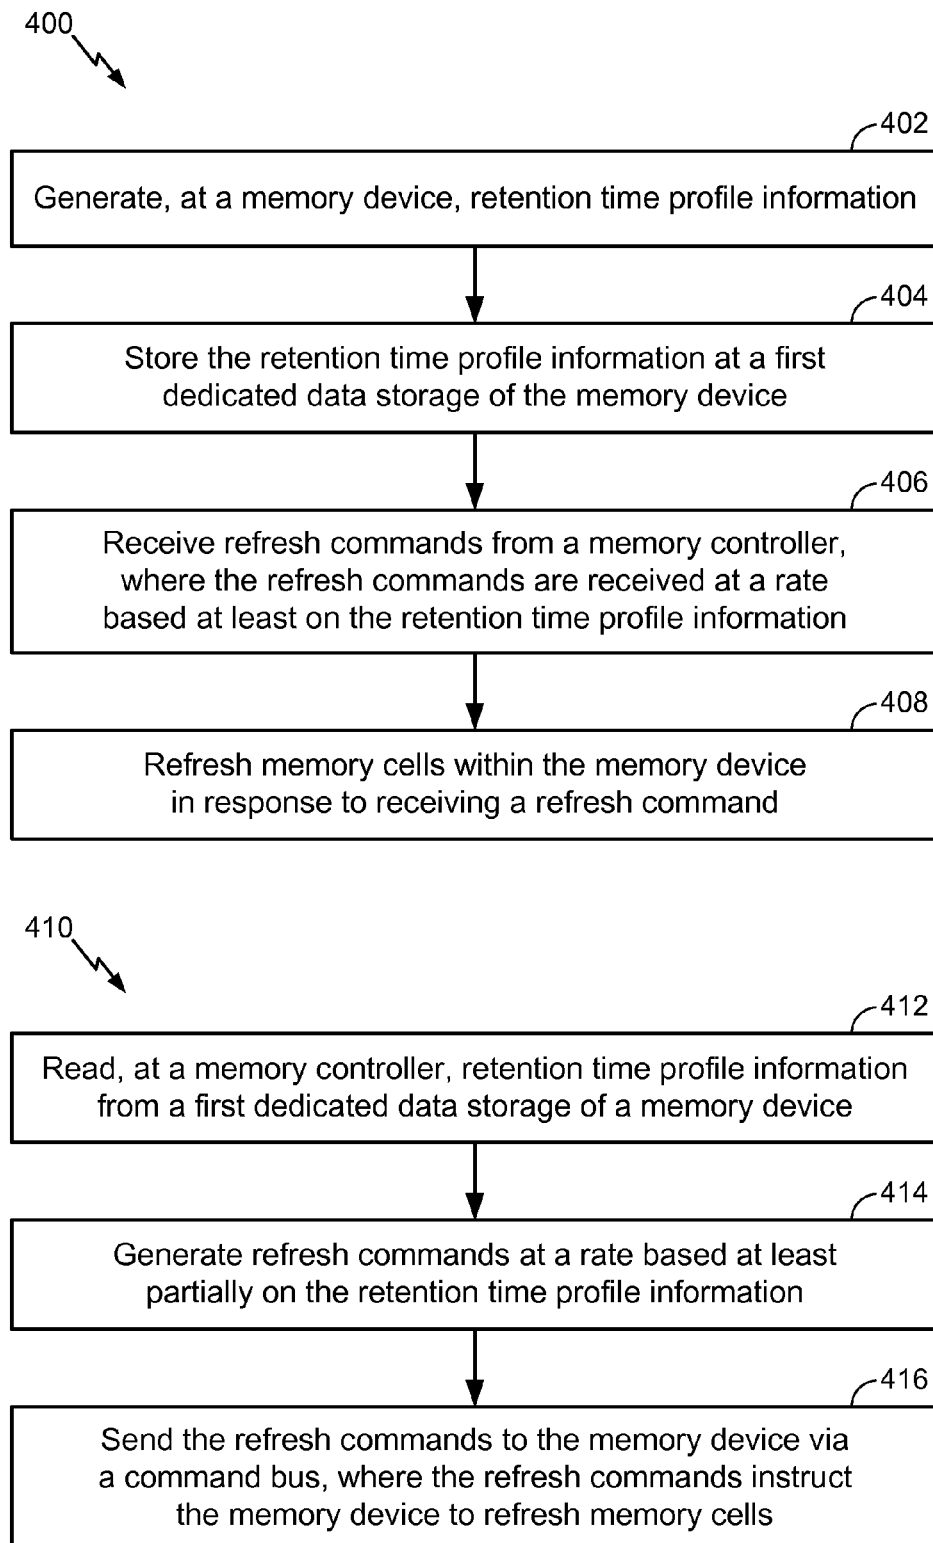 400
402
Generate, at a memory device, retention time profile information
404
Store the retention time profile information at a first
dedicated data storage of the memory device
406
Receive refresh commands from a memory controller,
where the refresh commands are received at a rate
based at least on the retention time profile information
408
Refresh memory cells within the memory device
in response to receiving a refresh command
410
412
Read, at a memory controller, retention time profile information
from a first dedicated data storage of a memory device
414
Generate refresh commands at a rate based at least
partially on the retention time profile information
416
Send the refresh commands to the memory device via
a command bus, where the refresh commands instruct
the memory device to refresh memory cells